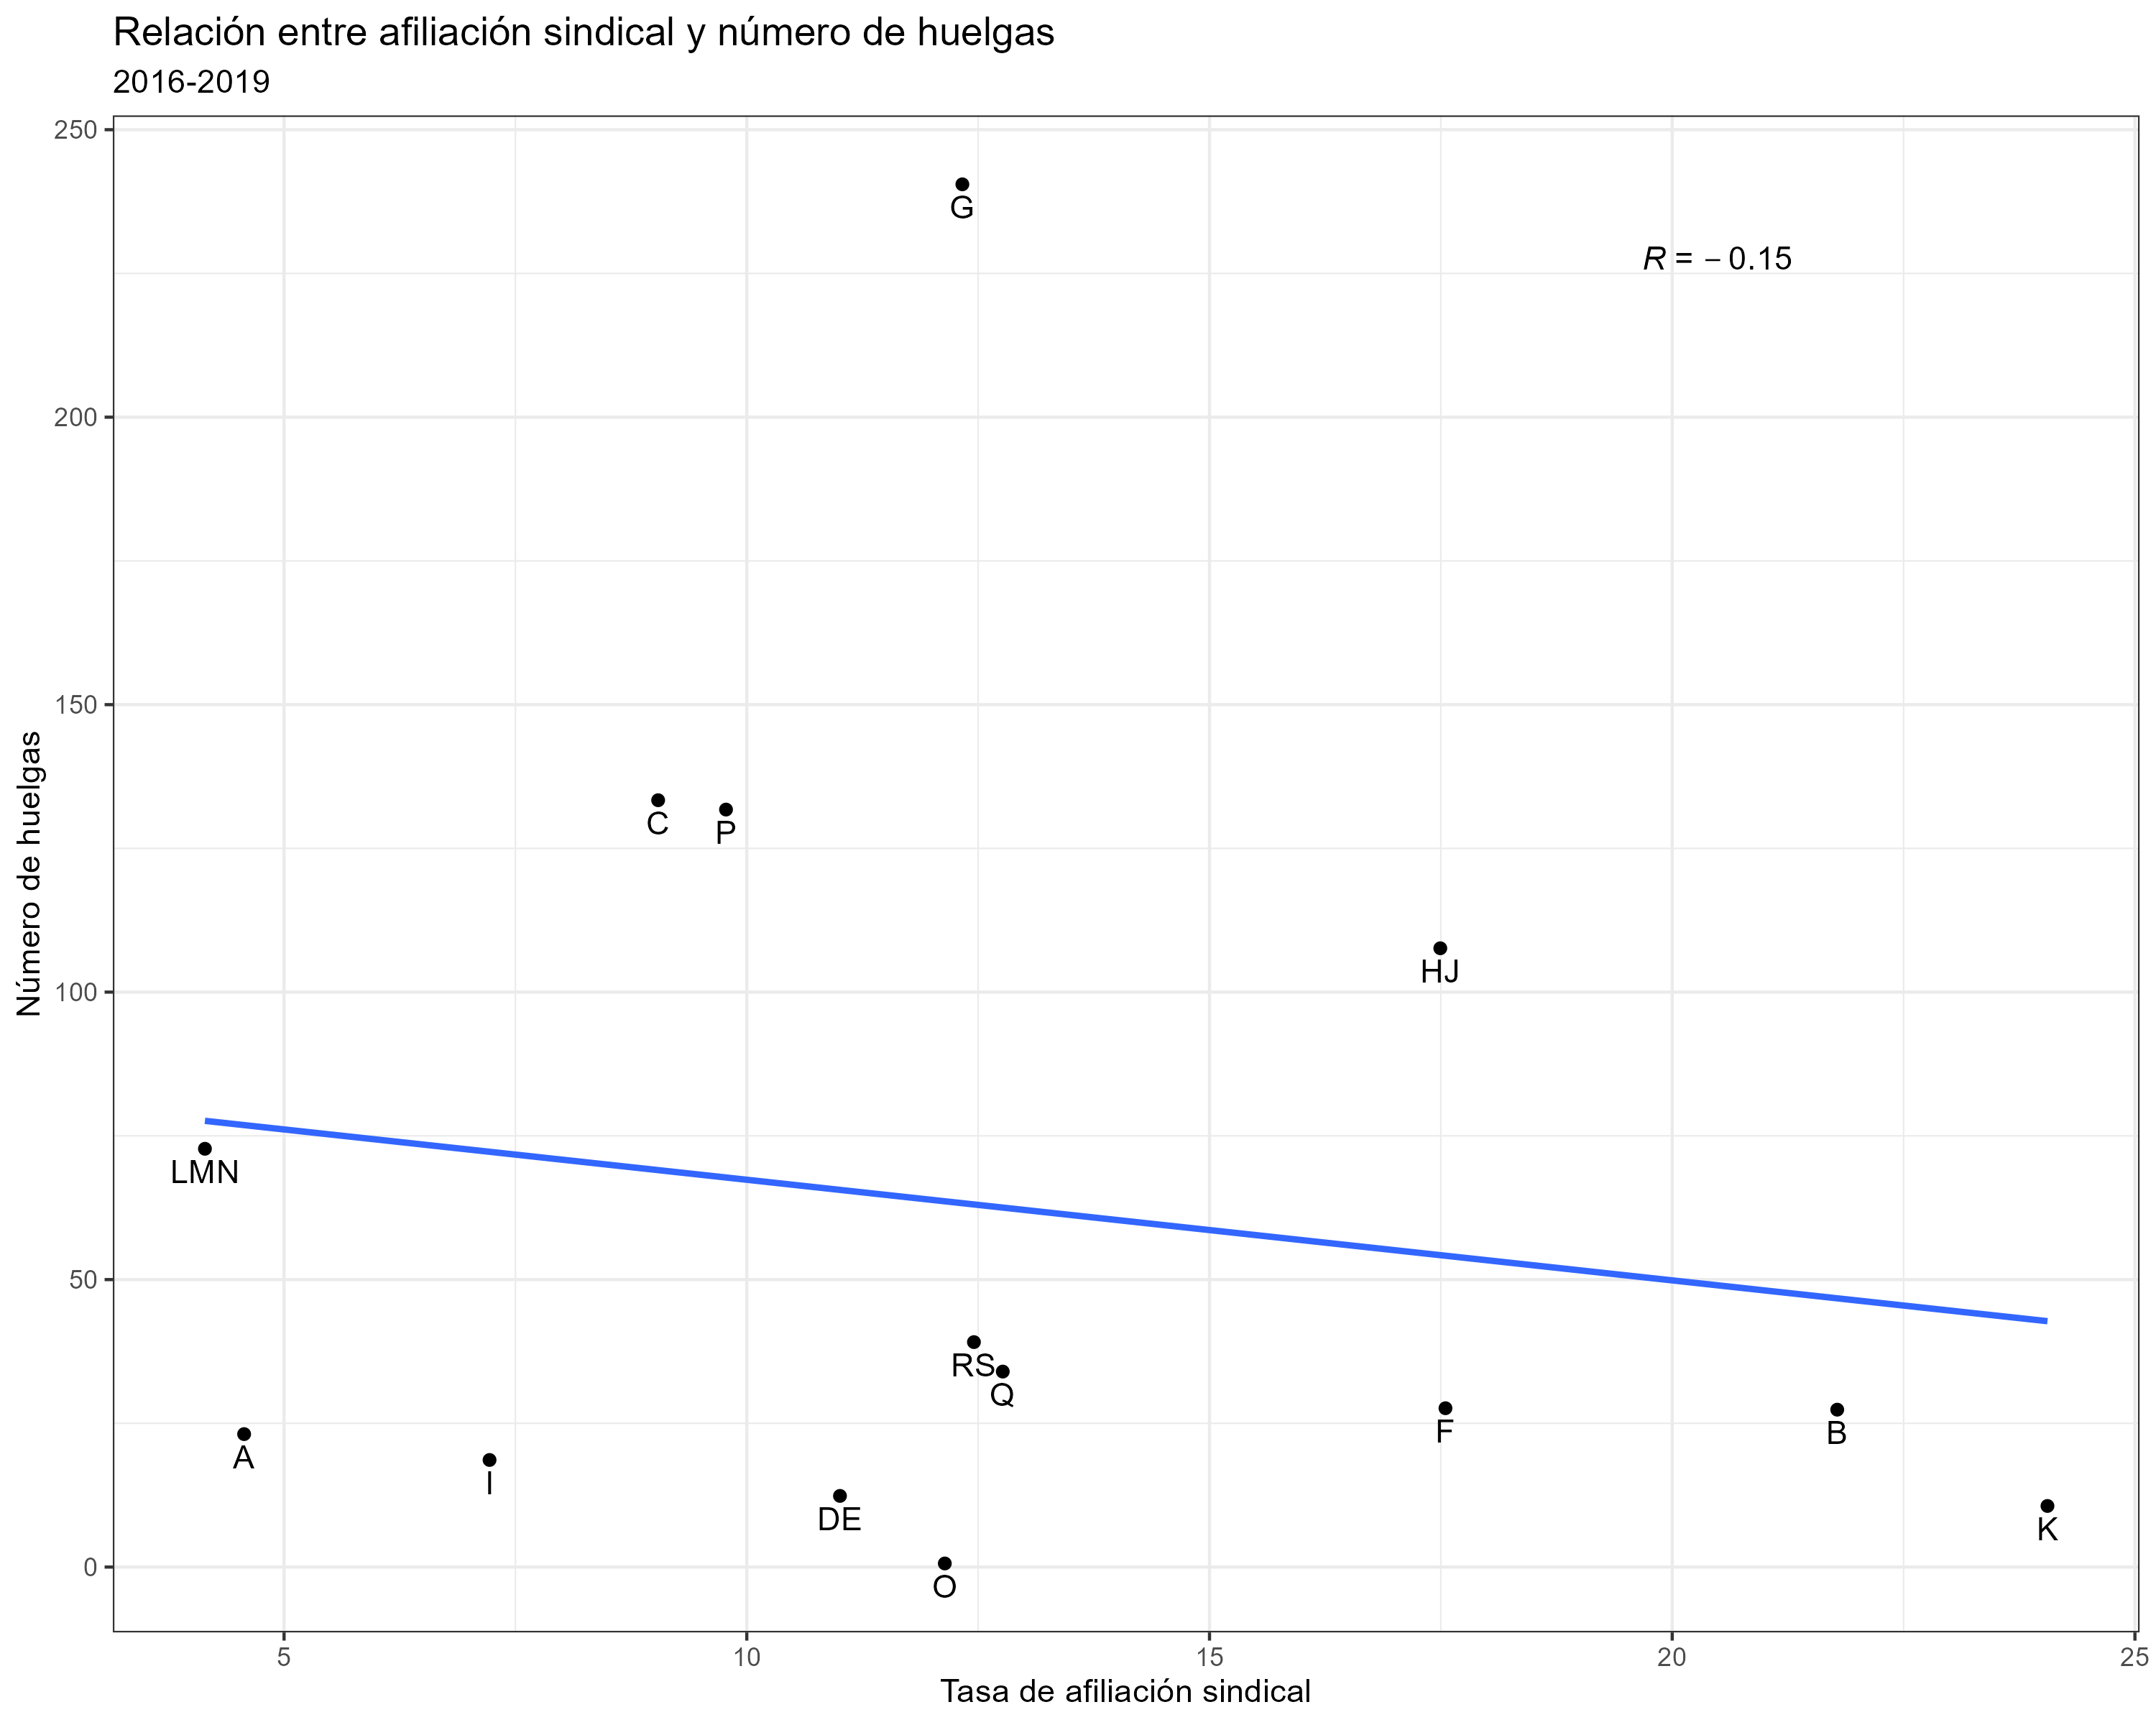 Relación entre afiliación sindical y número de huelgas
2016-2019
250
200
150
100
50
0
Número de huelgas
G
R = − 0.15
C
P
HJ
LMN
RS
Q
F
B
A
I
DE
K
O
5
10
15
20
25
Tasa de afiliación sindical